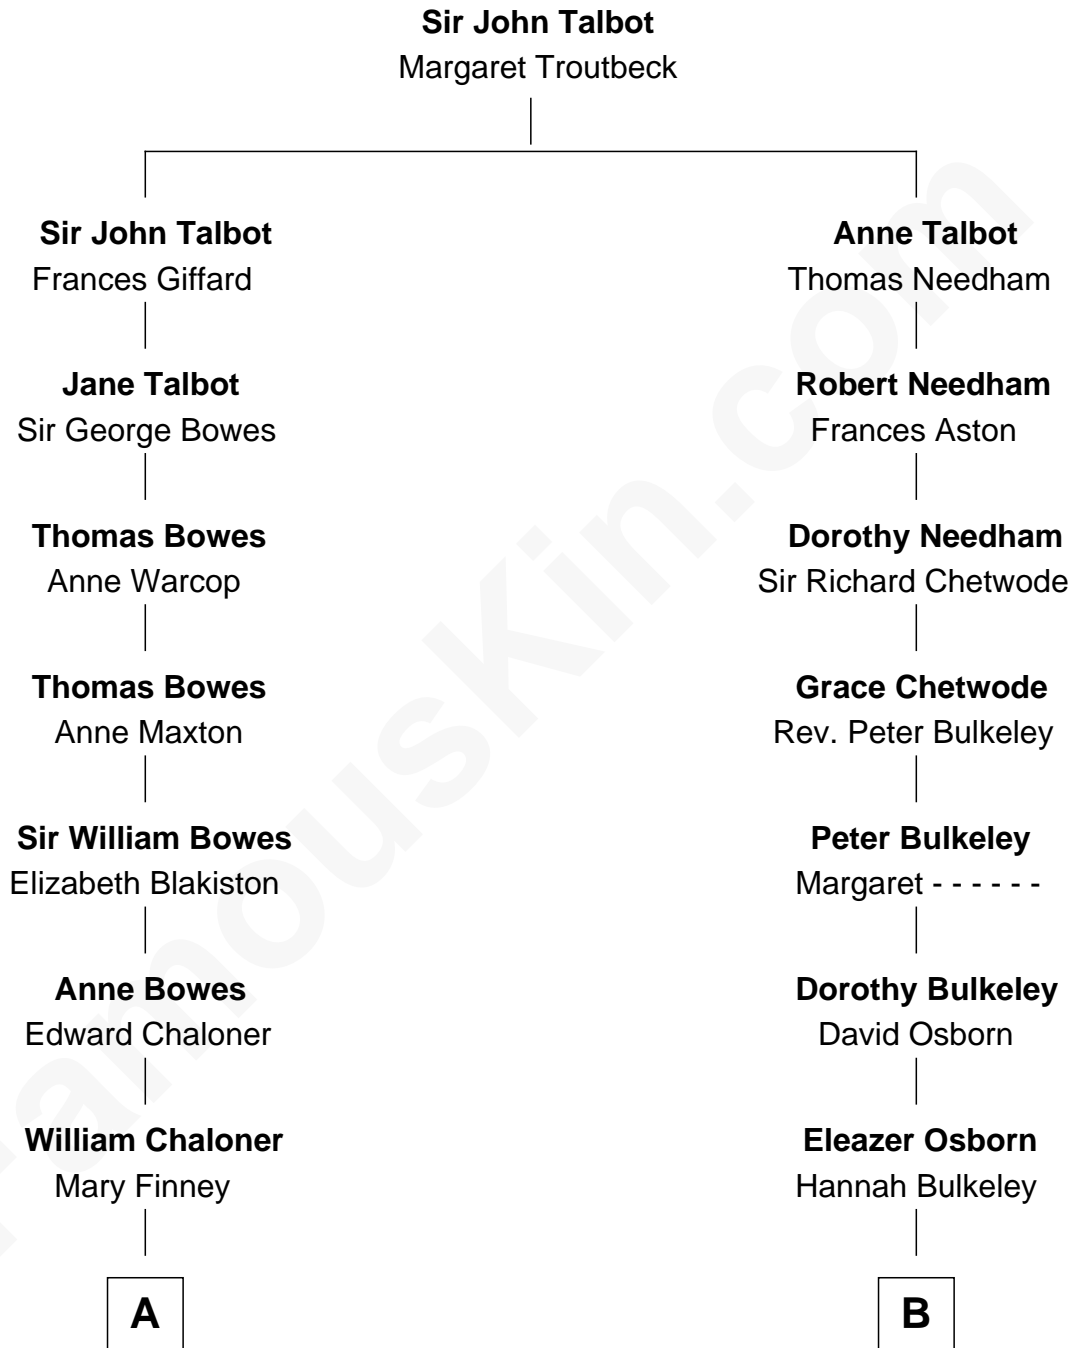 Sir John Talbot
Margaret Troutbeck
Sir John Talbot
Frances Giffard
Anne Talbot
Thomas Needham
Jane Talbot
Sir George Bowes
Robert Needham
Frances Aston
Thomas Bowes
Anne Warcop
Dorothy Needham
Sir Richard Chetwode
Thomas Bowes
Anne Maxton
Grace Chetwode
Rev. Peter Bulkeley
Sir William Bowes
Elizabeth Blakiston
Peter Bulkeley
Margaret - - - - - -
Anne Bowes
Edward Chaloner
Dorothy Bulkeley
David Osborn
William Chaloner
Mary Finney
Eleazer Osborn
Hannah Bulkeley
A
B
FamousKin.com